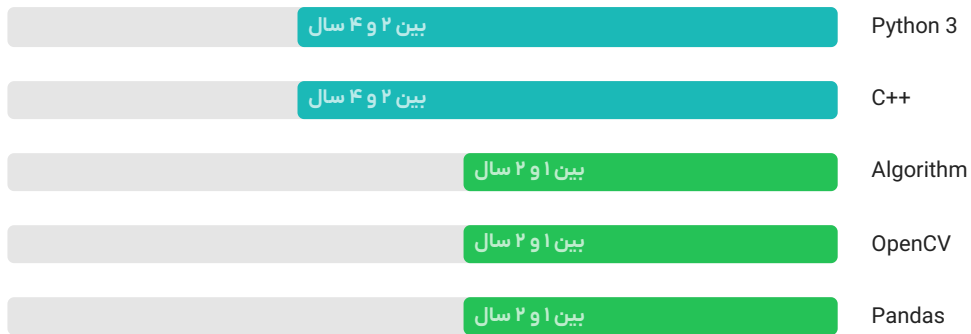 Python 3
بین ۲ و ۴ سال
C++
بین ۲ و ۴ سال
Algorithm
بین ۱ و ۲ سال
OpenCV
بین ۱ و ۲ سال
Pandas
بین ۱ و ۲ سال